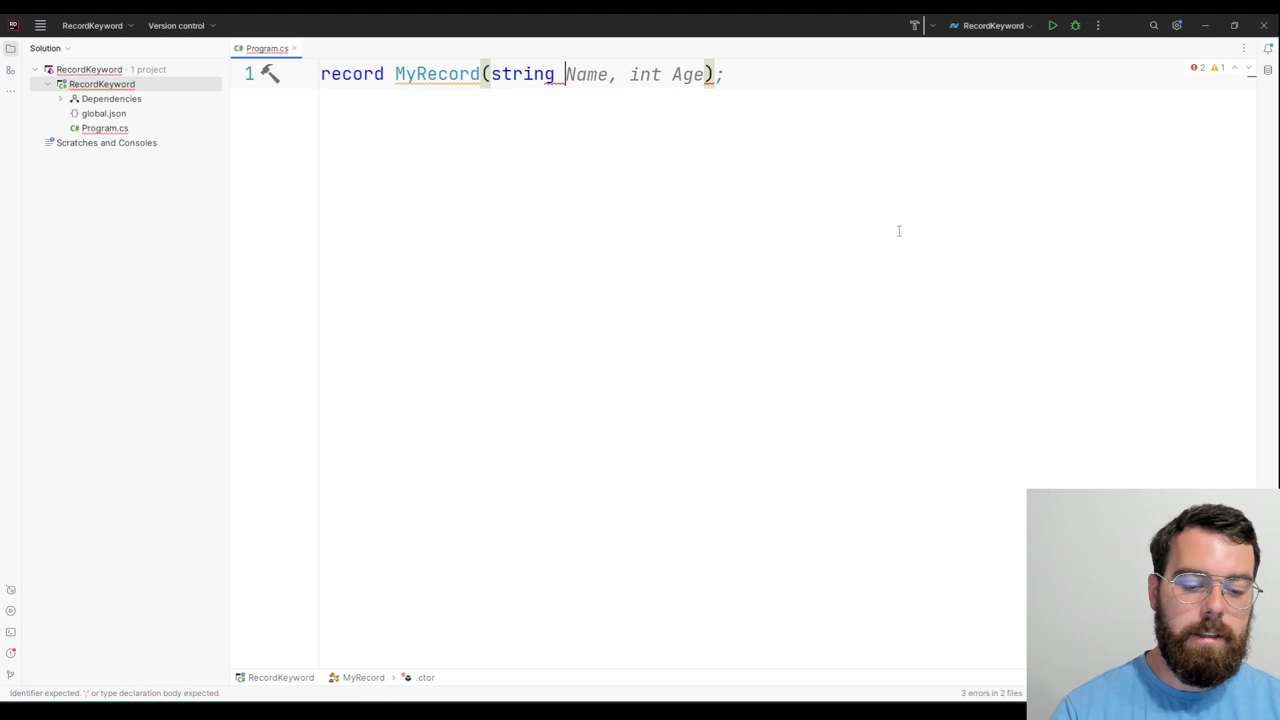 RD RecordKeyword Version control RecordKeyword
Solution
C# Program.cs
RecordKeyword · 1 project
RecordKeyword
Dependencies
{} global.json
C# Program.cs
Scratches and Consoles
1 record MyRecord(string Name, int Age);
2 1
RecordKeyword MyRecord > .ctor
Identifier expected. ';' or type declaration body expected. 3 errors in 2 files